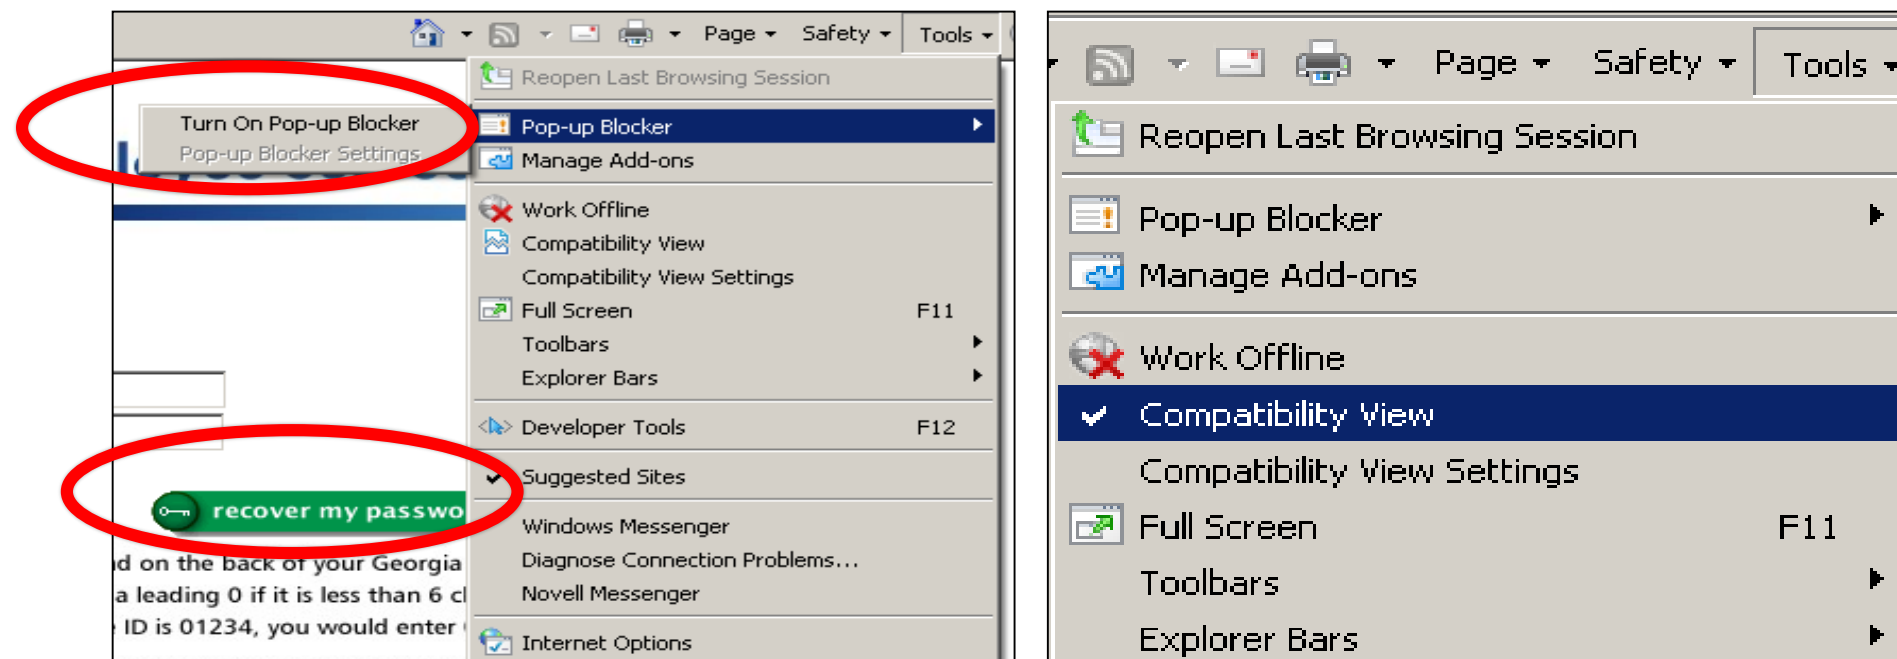 Page Safety Tools
Reopen Last Browsing Session
Turn On Pop-up Blocker
Pop-up Blocker Settings
Pop-up Blocker
Manage Add-ons
Work Offline
Compatibility View
Compatibility View Settings
Full Screen F11
Toolbars
Explorer Bars
Developer Tools F12
Suggested Sites
recover my passwo
Windows Messenger
d on the back of your Georgia
Diagnose Connection Problems...
a leading 0 if it is less than 6 cl
Novell Messenger
ID is 01234, you would enter
Internet Options
Page Safety Tools
Reopen Last Browsing Session
Pop-up Blocker
Manage Add-ons
Work Offline
Compatibility View
Compatibility View Settings
Full Screen F11
Toolbars
Explorer Bars